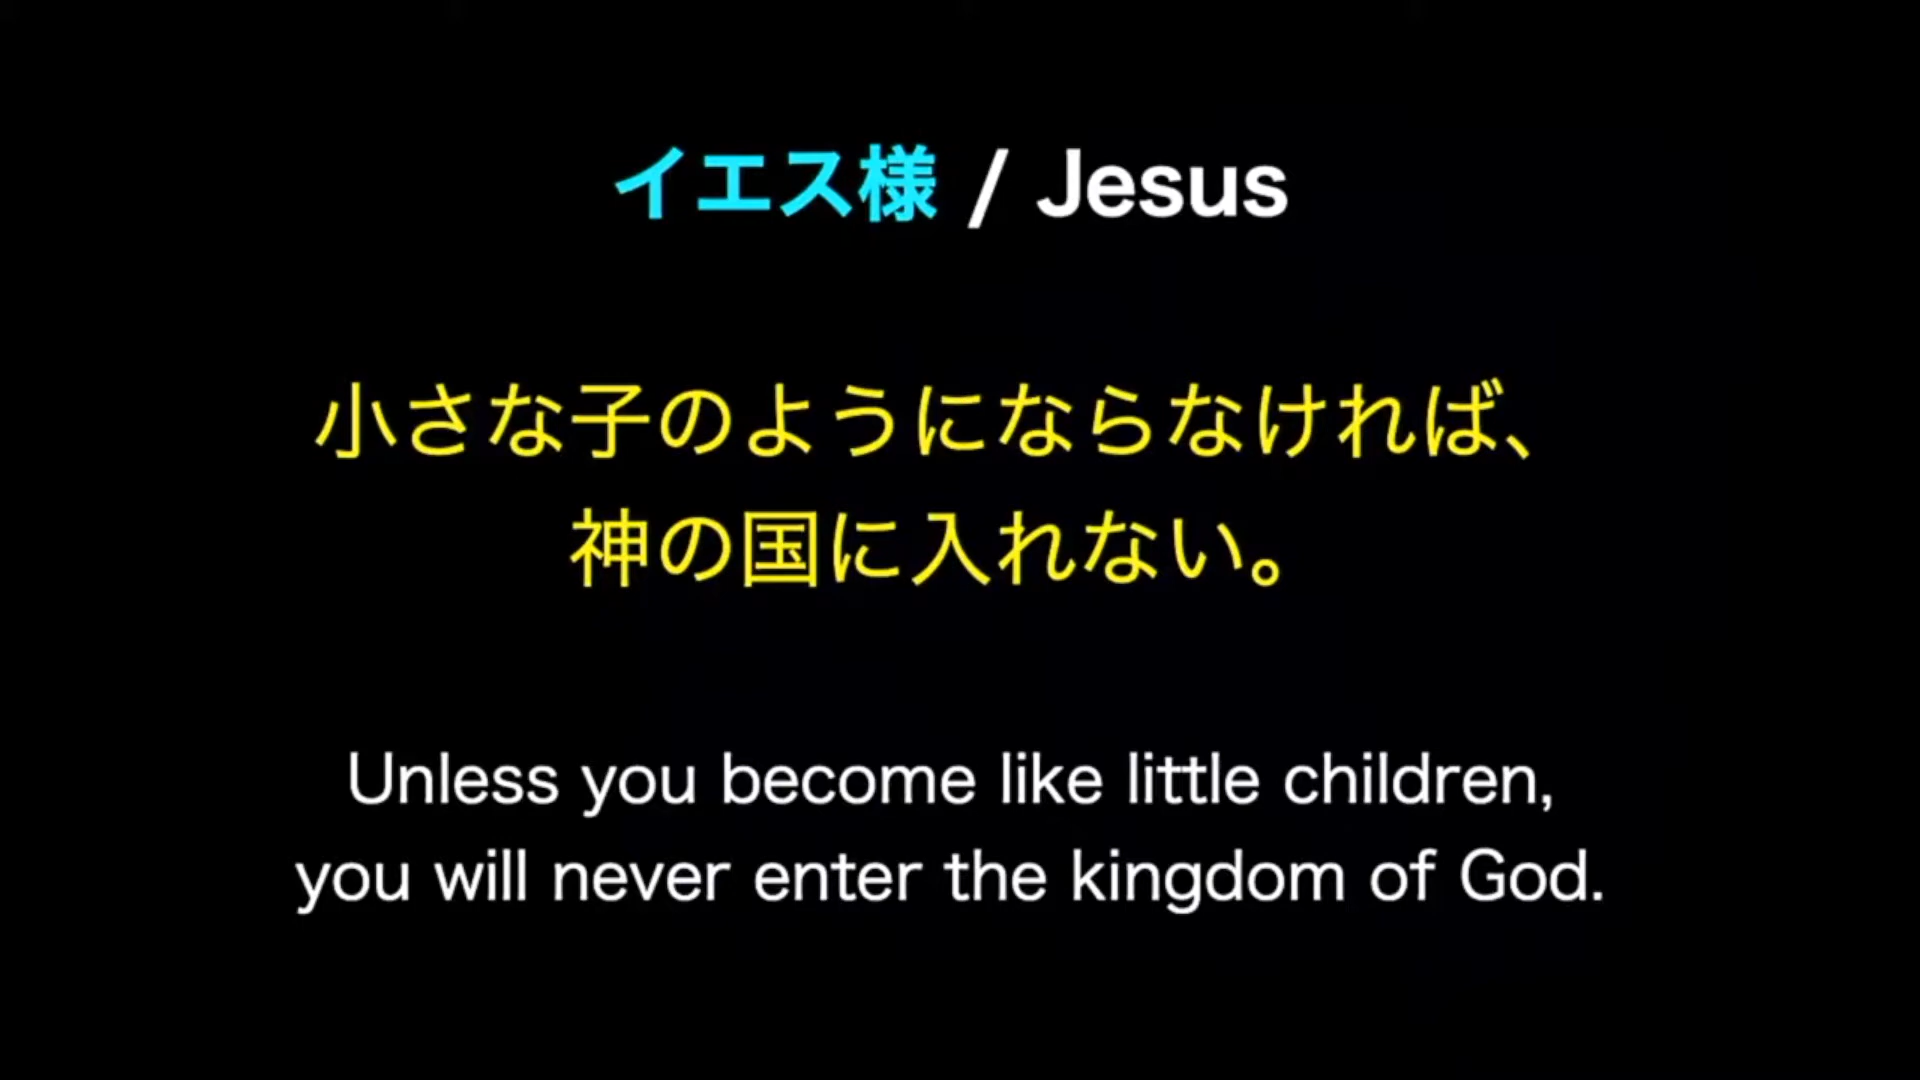 イエス様 / Jesus
小さな子のようにならなければ、
神の国に入れない。
Unless you become like little children,
you will never enter the kingdom of God.